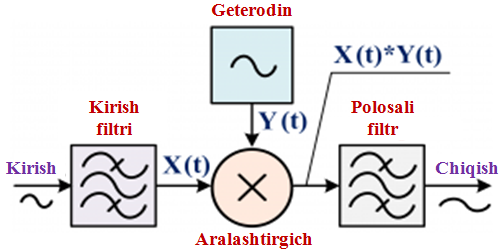 Geterodin
X(t)*Y(t)
Kirish
filtri
Y(t)
Polosali
filtr
Kirish
X(t)
Chiqish
Aralashtirgich